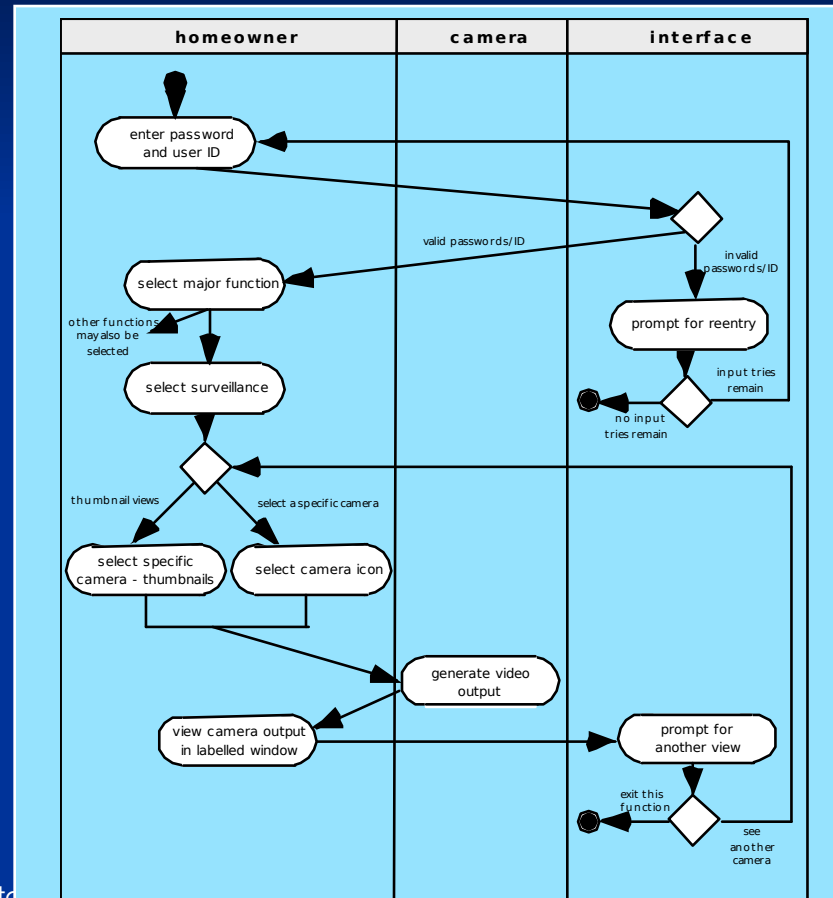 homeowner
camera
interface
enter password
and user ID
valid passwords/ID
invalid
passwords/ID
select major function
prompt for reentry
other functions
may also be
selected
input tries
remain
select surveillance
no input
tries remain
thumbnail views
select a specific camera
select specific
camera - thumbnails
select camera icon
generate video
output
view camera output
in labelled window
prompt for
another view
exit this
function
see
another
camera